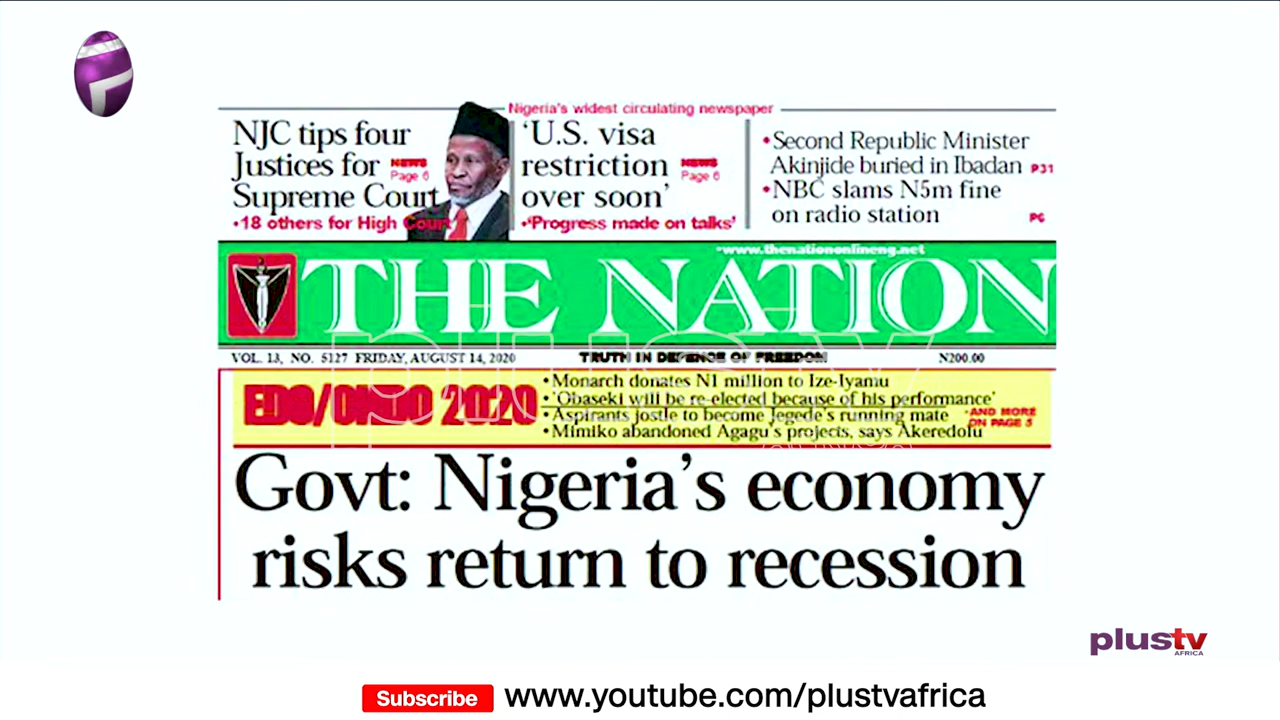 Nigeria's widest circulating newspaper
NJC tips four
Justices for
Supreme Court
NEWS
Page 6
•18 others for High Court
'U.S. visa
restriction
over soon'
NEWS
Page 6
•'Progress made on talks'
•Second Republic Minister
Akinjide buried in Ibadan P31
•NBC slams N5m fine
on radio station P6
•www.thenationonlineng.net
THE NATION
VOL. 13, NO. 5127 FRIDAY, AUGUST 14, 2020 TRUTH IN DEFENCE OF FREEDOM N200.00
EDO/ONDO 2020
•Monarch donates N1 million to Ize-Iyamu
•'Obaseki will be re-elected because of his performance'
•Aspirants jostle to become Jegede's running mate
•Mimiko abandoned Agagu's projects, says Akeredolu
•AND MORE
ON PAGE 5
plustv
AFRICA
Govt: Nigeria's economy
risks return to recession
plustv
AFRICA
Subscribe www.youtube.com/plustvafrica